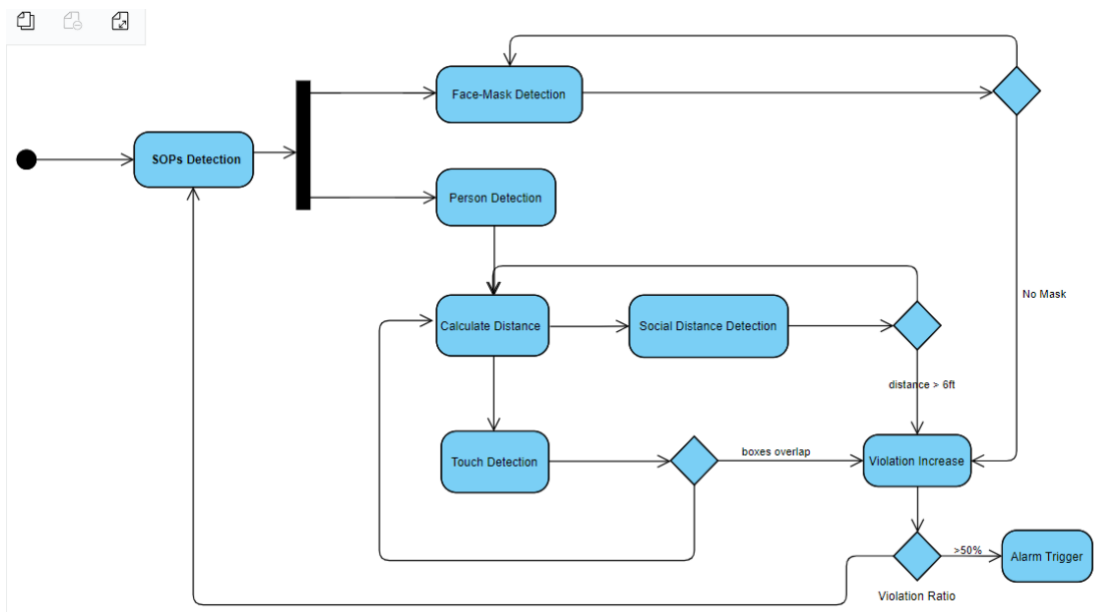 Face-Mask Detection
SOPs Detection
Person Detection
No Mask
Calculate Distance
Social Distance Detection
distance > 6ft
Touch Detection
boxes overlap
Violation Increase
>50%
Alarm Trigger
Violation Ratio